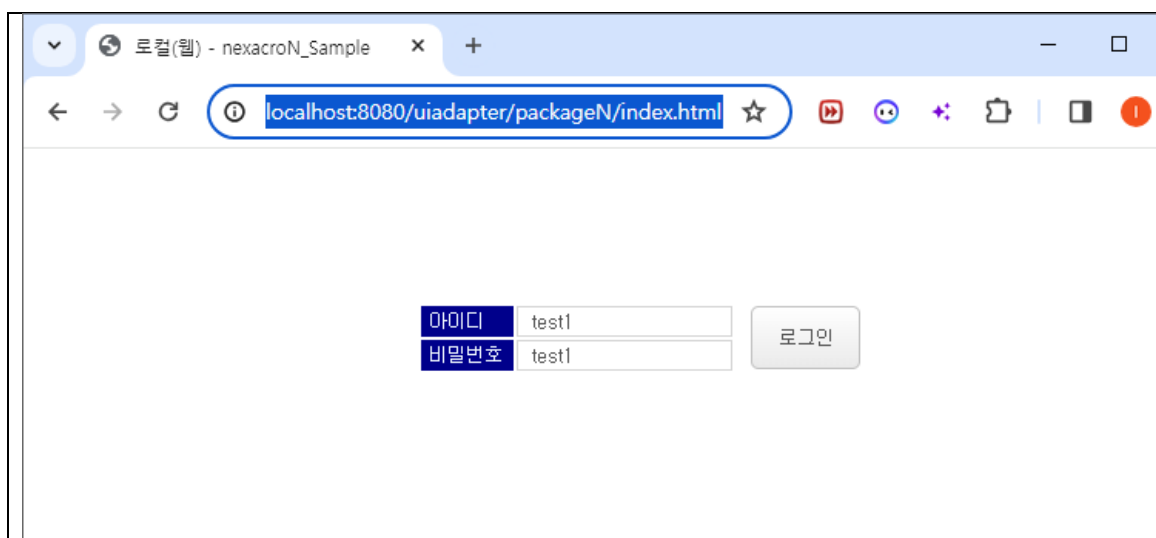 로컬(웹) - nexacroN_Sample
localhost:8080/uiadapter/packageN/index.html
I
아이디 test1
로그인
비밀번호 test1